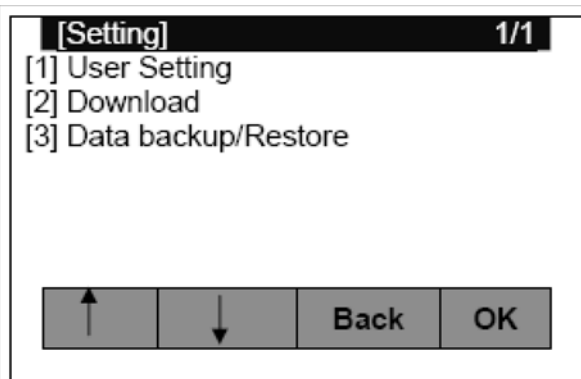 [Setting] 1/1
[1] User Setting
[2] Download
[3] Data backup/Restore
Back OK